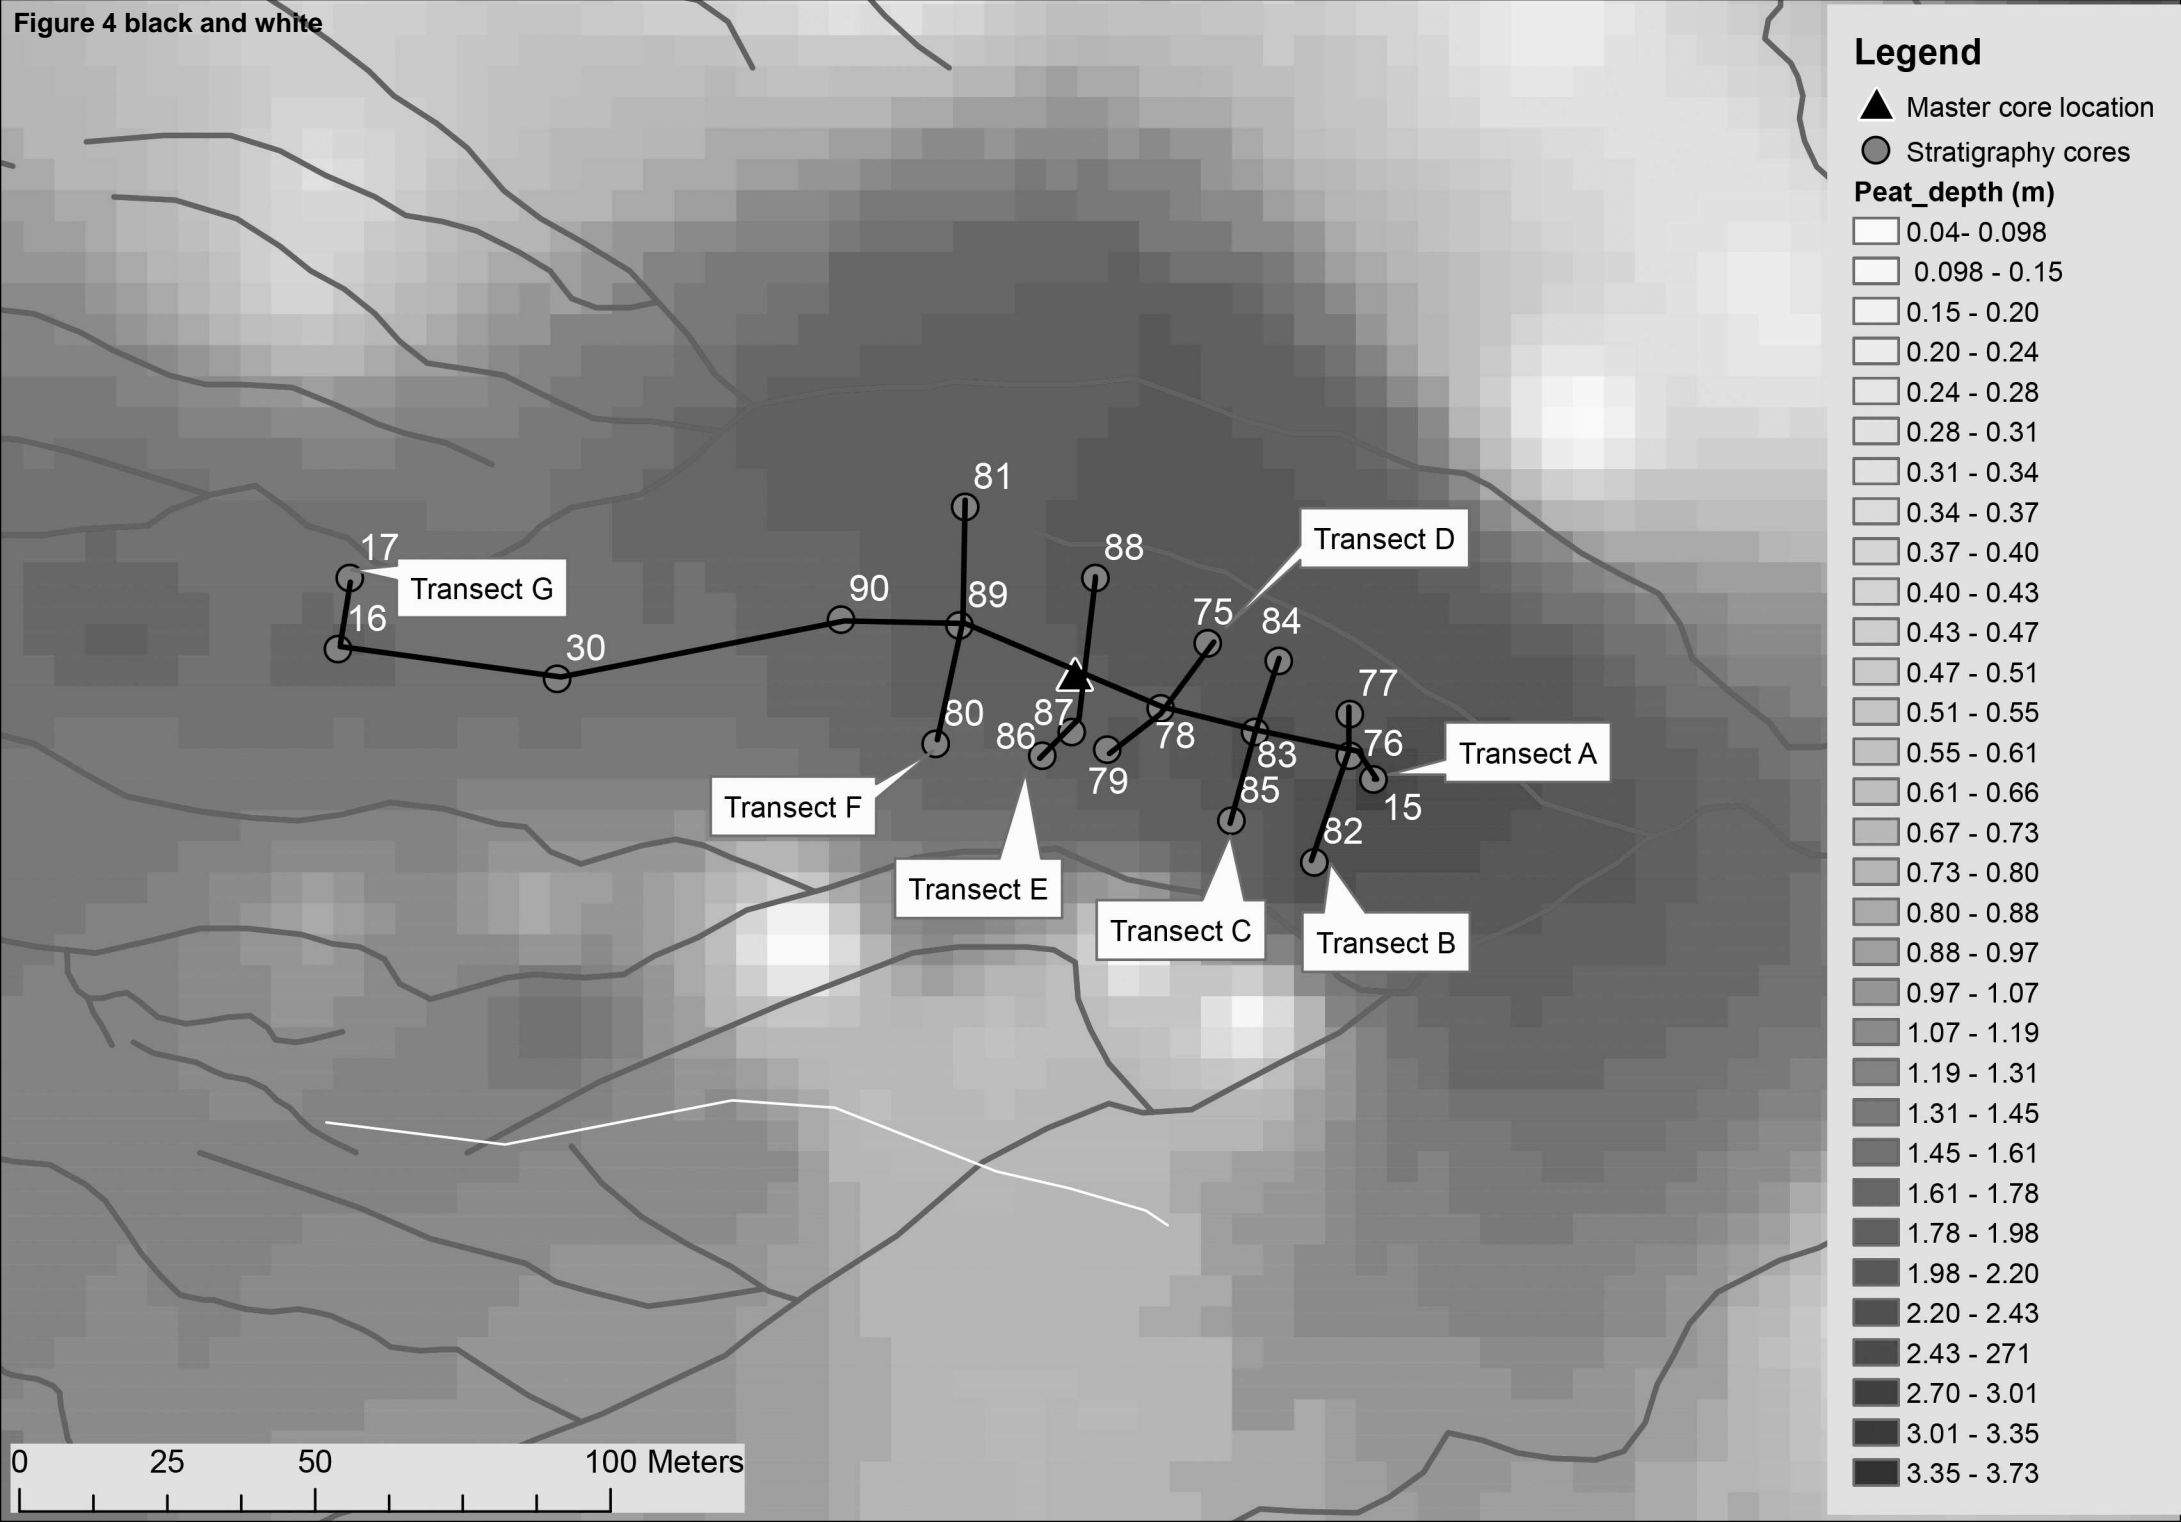 Figure 4 black and white
81
17
88
Transect D
Transect G
90
89
75
84
16
30
77
80
87
86
78
76
Transect A
83
79
85
15
Transect F
82
Transect E
Transect C
Transect B
0 25 50 100 Meters
Legend
Master core location
Stratigraphy cores
Peat_depth (m)
0.04- 0.098
0.098 - 0.15
0.15 - 0.20
0.20 - 0.24
0.24 - 0.28
0.28 - 0.31
0.31 - 0.34
0.34 - 0.37
0.37 - 0.40
0.40 - 0.43
0.43 - 0.47
0.47 - 0.51
0.51 - 0.55
0.55 - 0.61
0.61 - 0.66
0.67 - 0.73
0.73 - 0.80
0.80 - 0.88
0.88 - 0.97
0.97 - 1.07
1.07 - 1.19
1.19 - 1.31
1.31 - 1.45
1.45 - 1.61
1.61 - 1.78
1.78 - 1.98
1.98 - 2.20
2.20 - 2.43
2.43 - 271
2.70 - 3.01
3.01 - 3.35
3.35 - 3.73